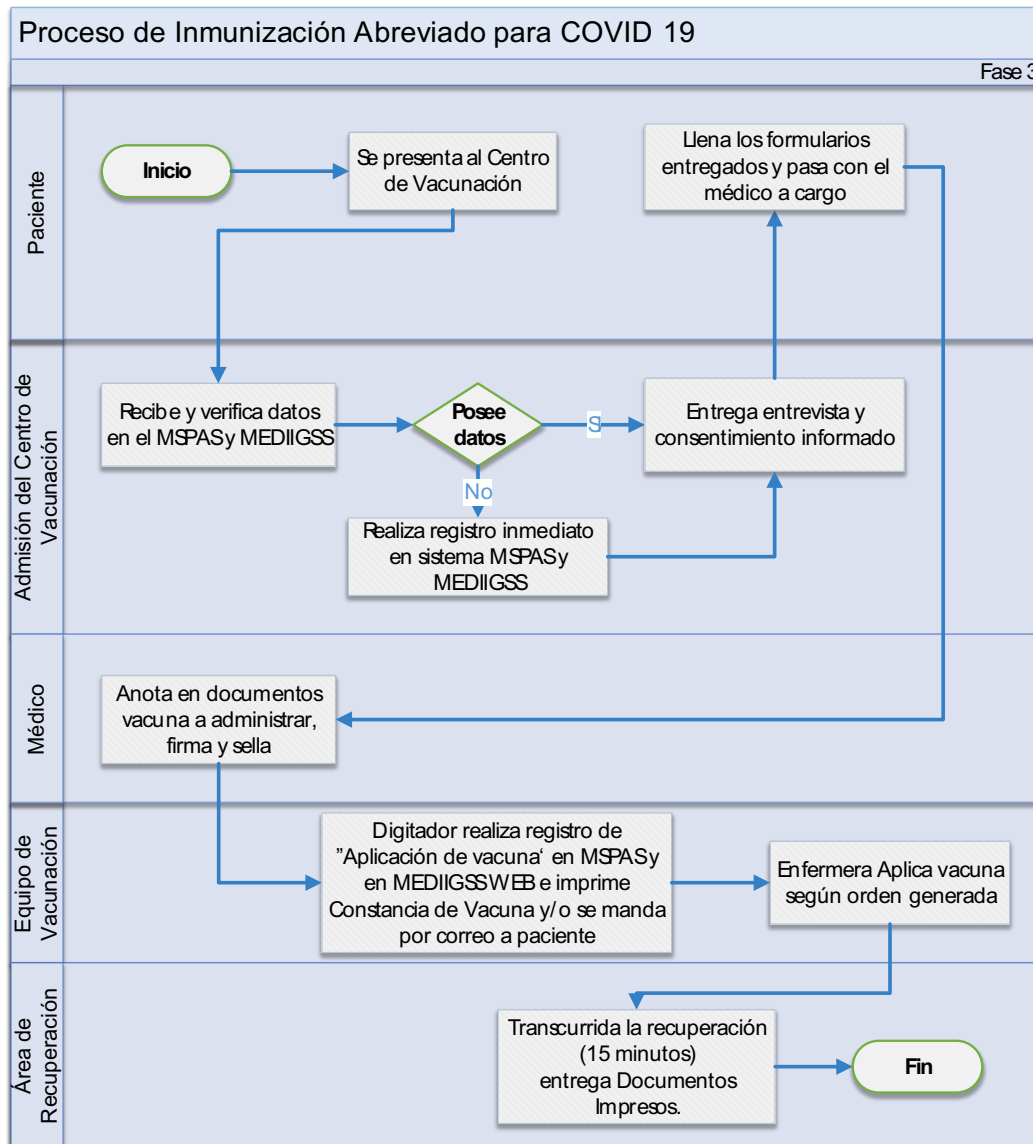 Proceso de Inmunización Abreviado para COVID 19
Fase 3
Paciente
Inicio
Se presenta al Centro
de Vacunación
Llena los formularios
entregados y pasa con el
médico a cargo
Admisión del Centro de
Vacunación
Recibe y verifica datos
en el MSPAS y MEDIIGSS
Posee
datos
Si
Entrega entrevista y
consentimiento informado
No
Realiza registro inmediato
en sistema MSPAS y
MEDIIGSS
Médico
Anota en documentos
vacuna a administrar,
firma y sella
Equipo de
Vacunación
Digitador realiza registro de
”Aplicación de vacuna‘ en MSPAS y
en MEDIIGSSWEB e imprime
Constancia de Vacuna y/o se manda
por correo a paciente
Enfermera Aplica vacuna
según orden generada
Área de
Recuperación
Transcurrida la recuperación
(15 minutos)
entrega Documentos
Impresos.
Fin